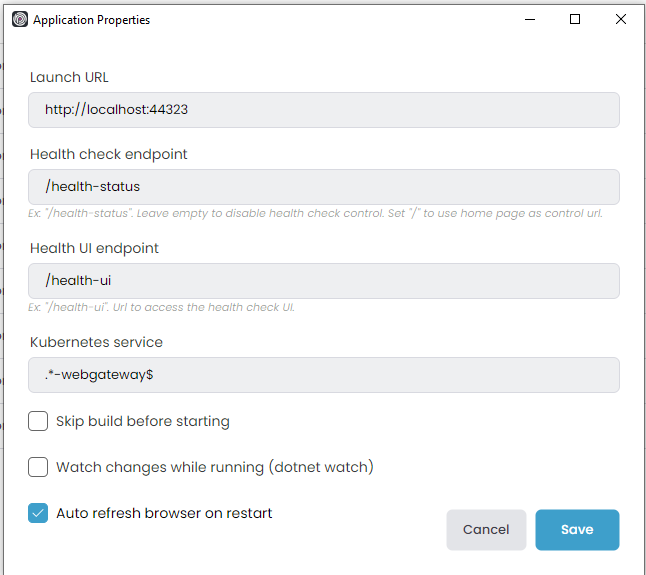 Application Properties
Launch URL
http://localhost:44323
Health check endpoint
/health-status
Ex: "/health-status". Leave empty to disable health check control. Set "/" to use home page as control url.
Health UI endpoint
/health-ui
Ex: "/health-ui". Url to access the health check UI.
Kubernetes service
.*-webgateway$
Skip build before starting
Watch changes while running (dotnet watch)
Auto refresh browser on restart
Cancel
Save